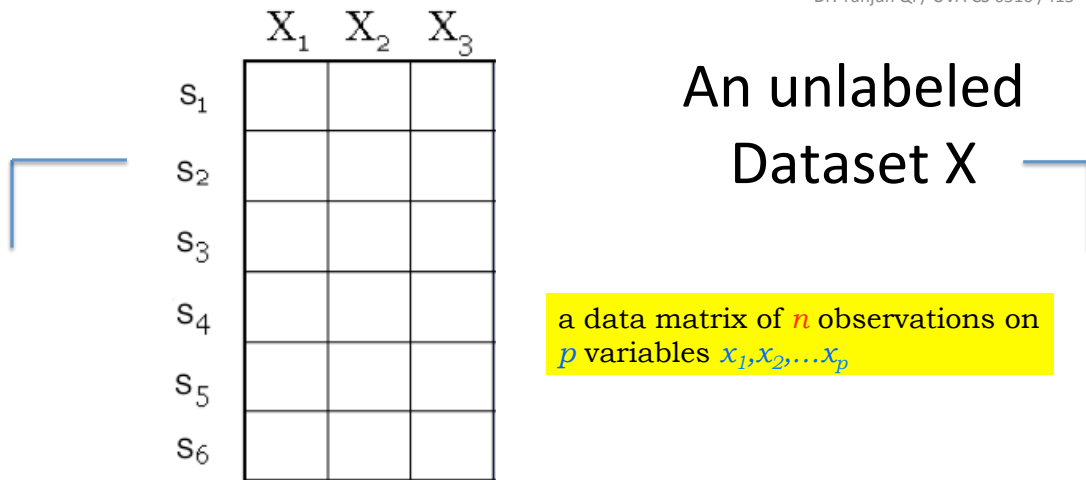 X₁ X₂ X₃
S₁
S₂
S₃
S₄
S₅
S₆
An unlabeled
Dataset X
a data matrix of n observations on
p variables x₁,x₂,...xₚ